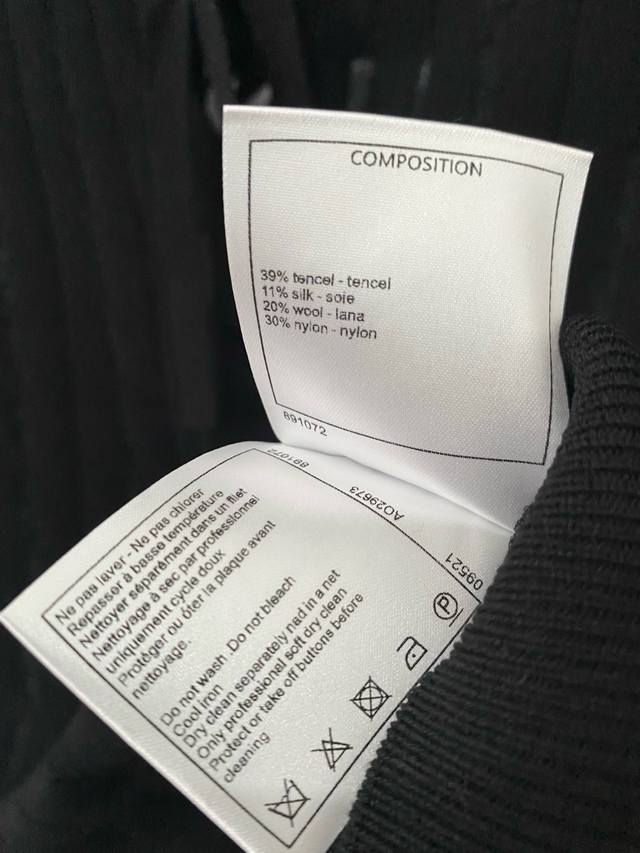 COMPOSITION
39% tencel - tencel
11% silk - soie
20% wool - lana
30% nylon - nylon
891072
891072
AO29673
09521
Ne pas laver - Ne pas chlorer
Repasser à basse température
Nettoyer séparément dans un filet
Nettoyage à sec par professionnel
uniquement cycle doux
Protéger ou ôter la plaque avant
nettoyage.
Do not wash . Do not bleach
Cool iron
Dry clean separately nad in a net
Only professional soft dry clean
Protect or take off buttons before
cleaning
P